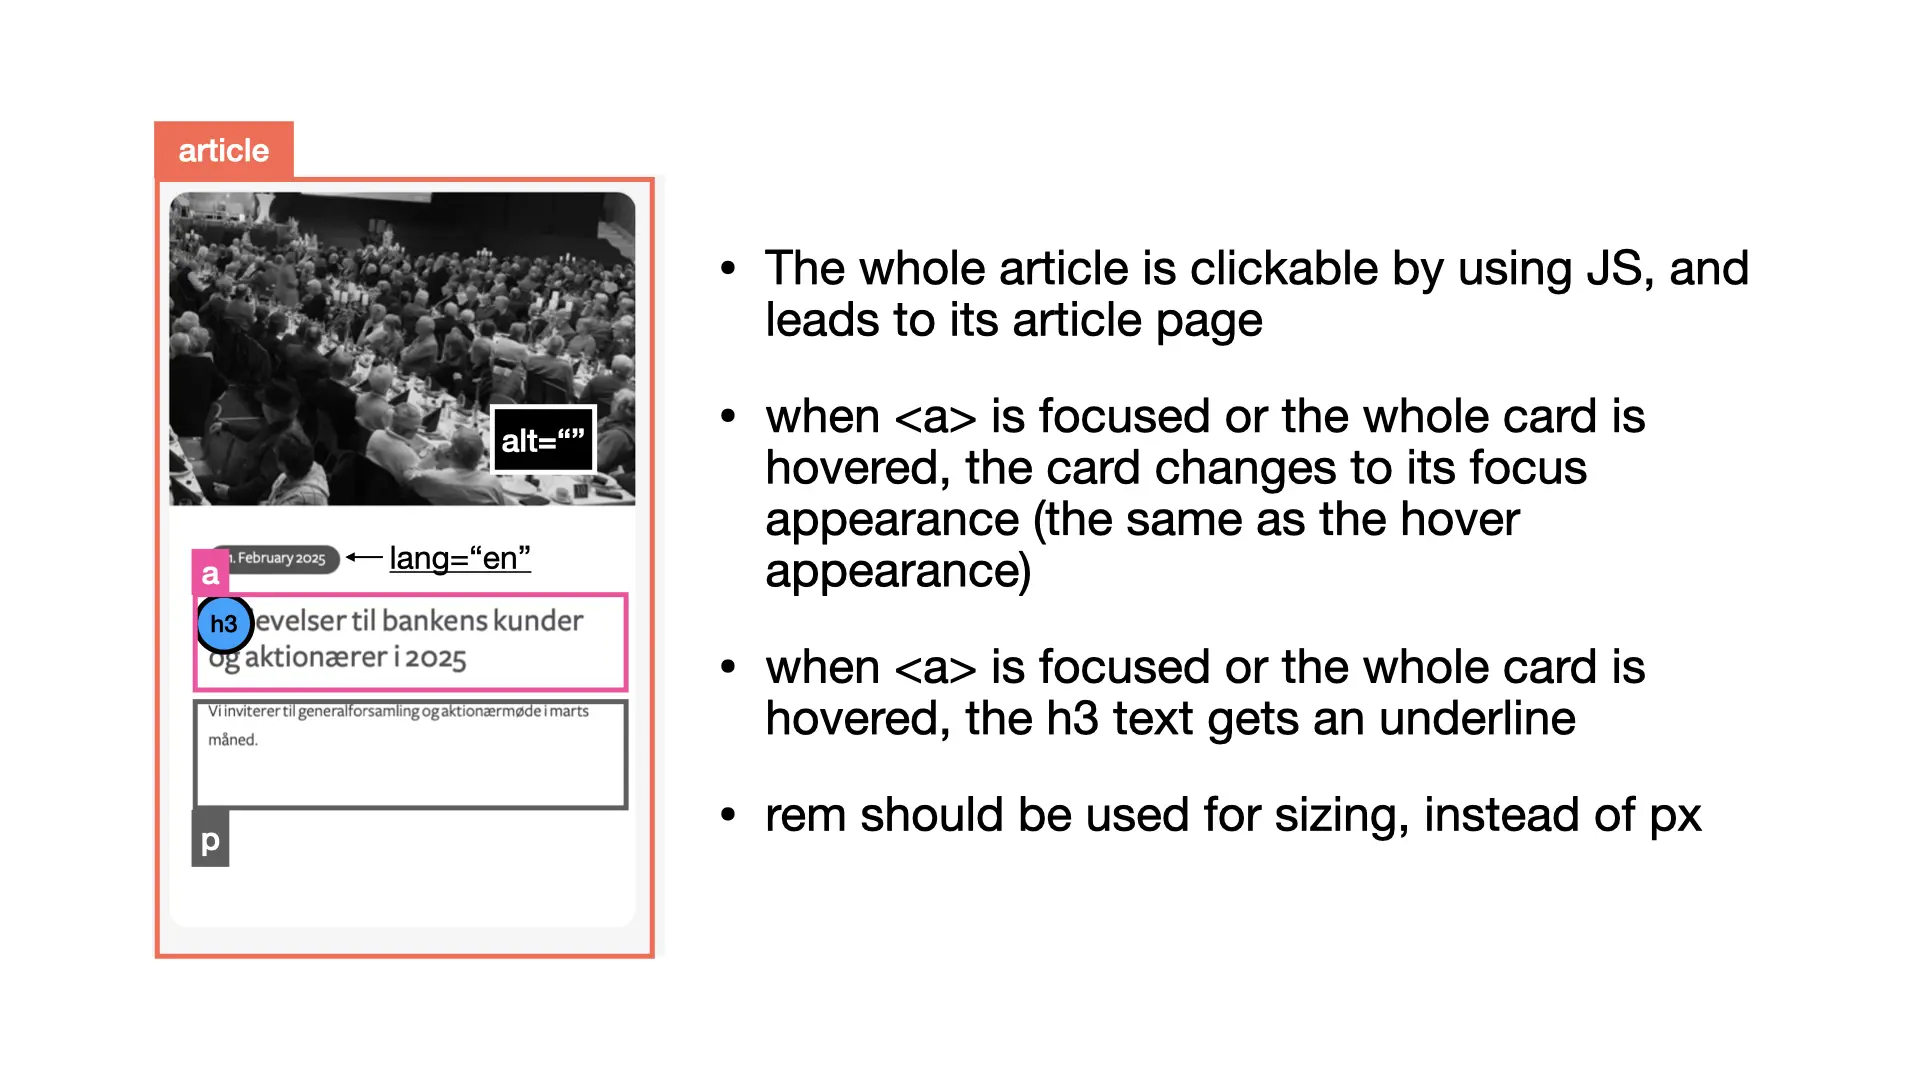 article
alt=“”
1. February 2025
lang=“en”
a
h3
levelser til bankens kunder
og aktionærer i 2025
Vi inviterer til generalforsamling og aktionærmøde i marts
måned.
p
• The whole article is clickable by using JS, and
leads to its article page
• when <a> is focused or the whole card is
hovered, the card changes to its focus
appearance (the same as the hover
appearance)
• when <a> is focused or the whole card is
hovered, the h3 text gets an underline
• rem should be used for sizing, instead of px